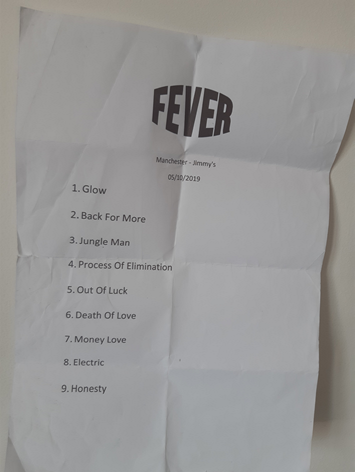 FEVER
Manchester - Jimmy's
05/10/2019
1. Glow
2. Back For More
3. Jungle Man
4. Process Of Elimination
5. Out Of Luck
6. Death Of Love
7. Money Love
8. Electric
9. Honesty